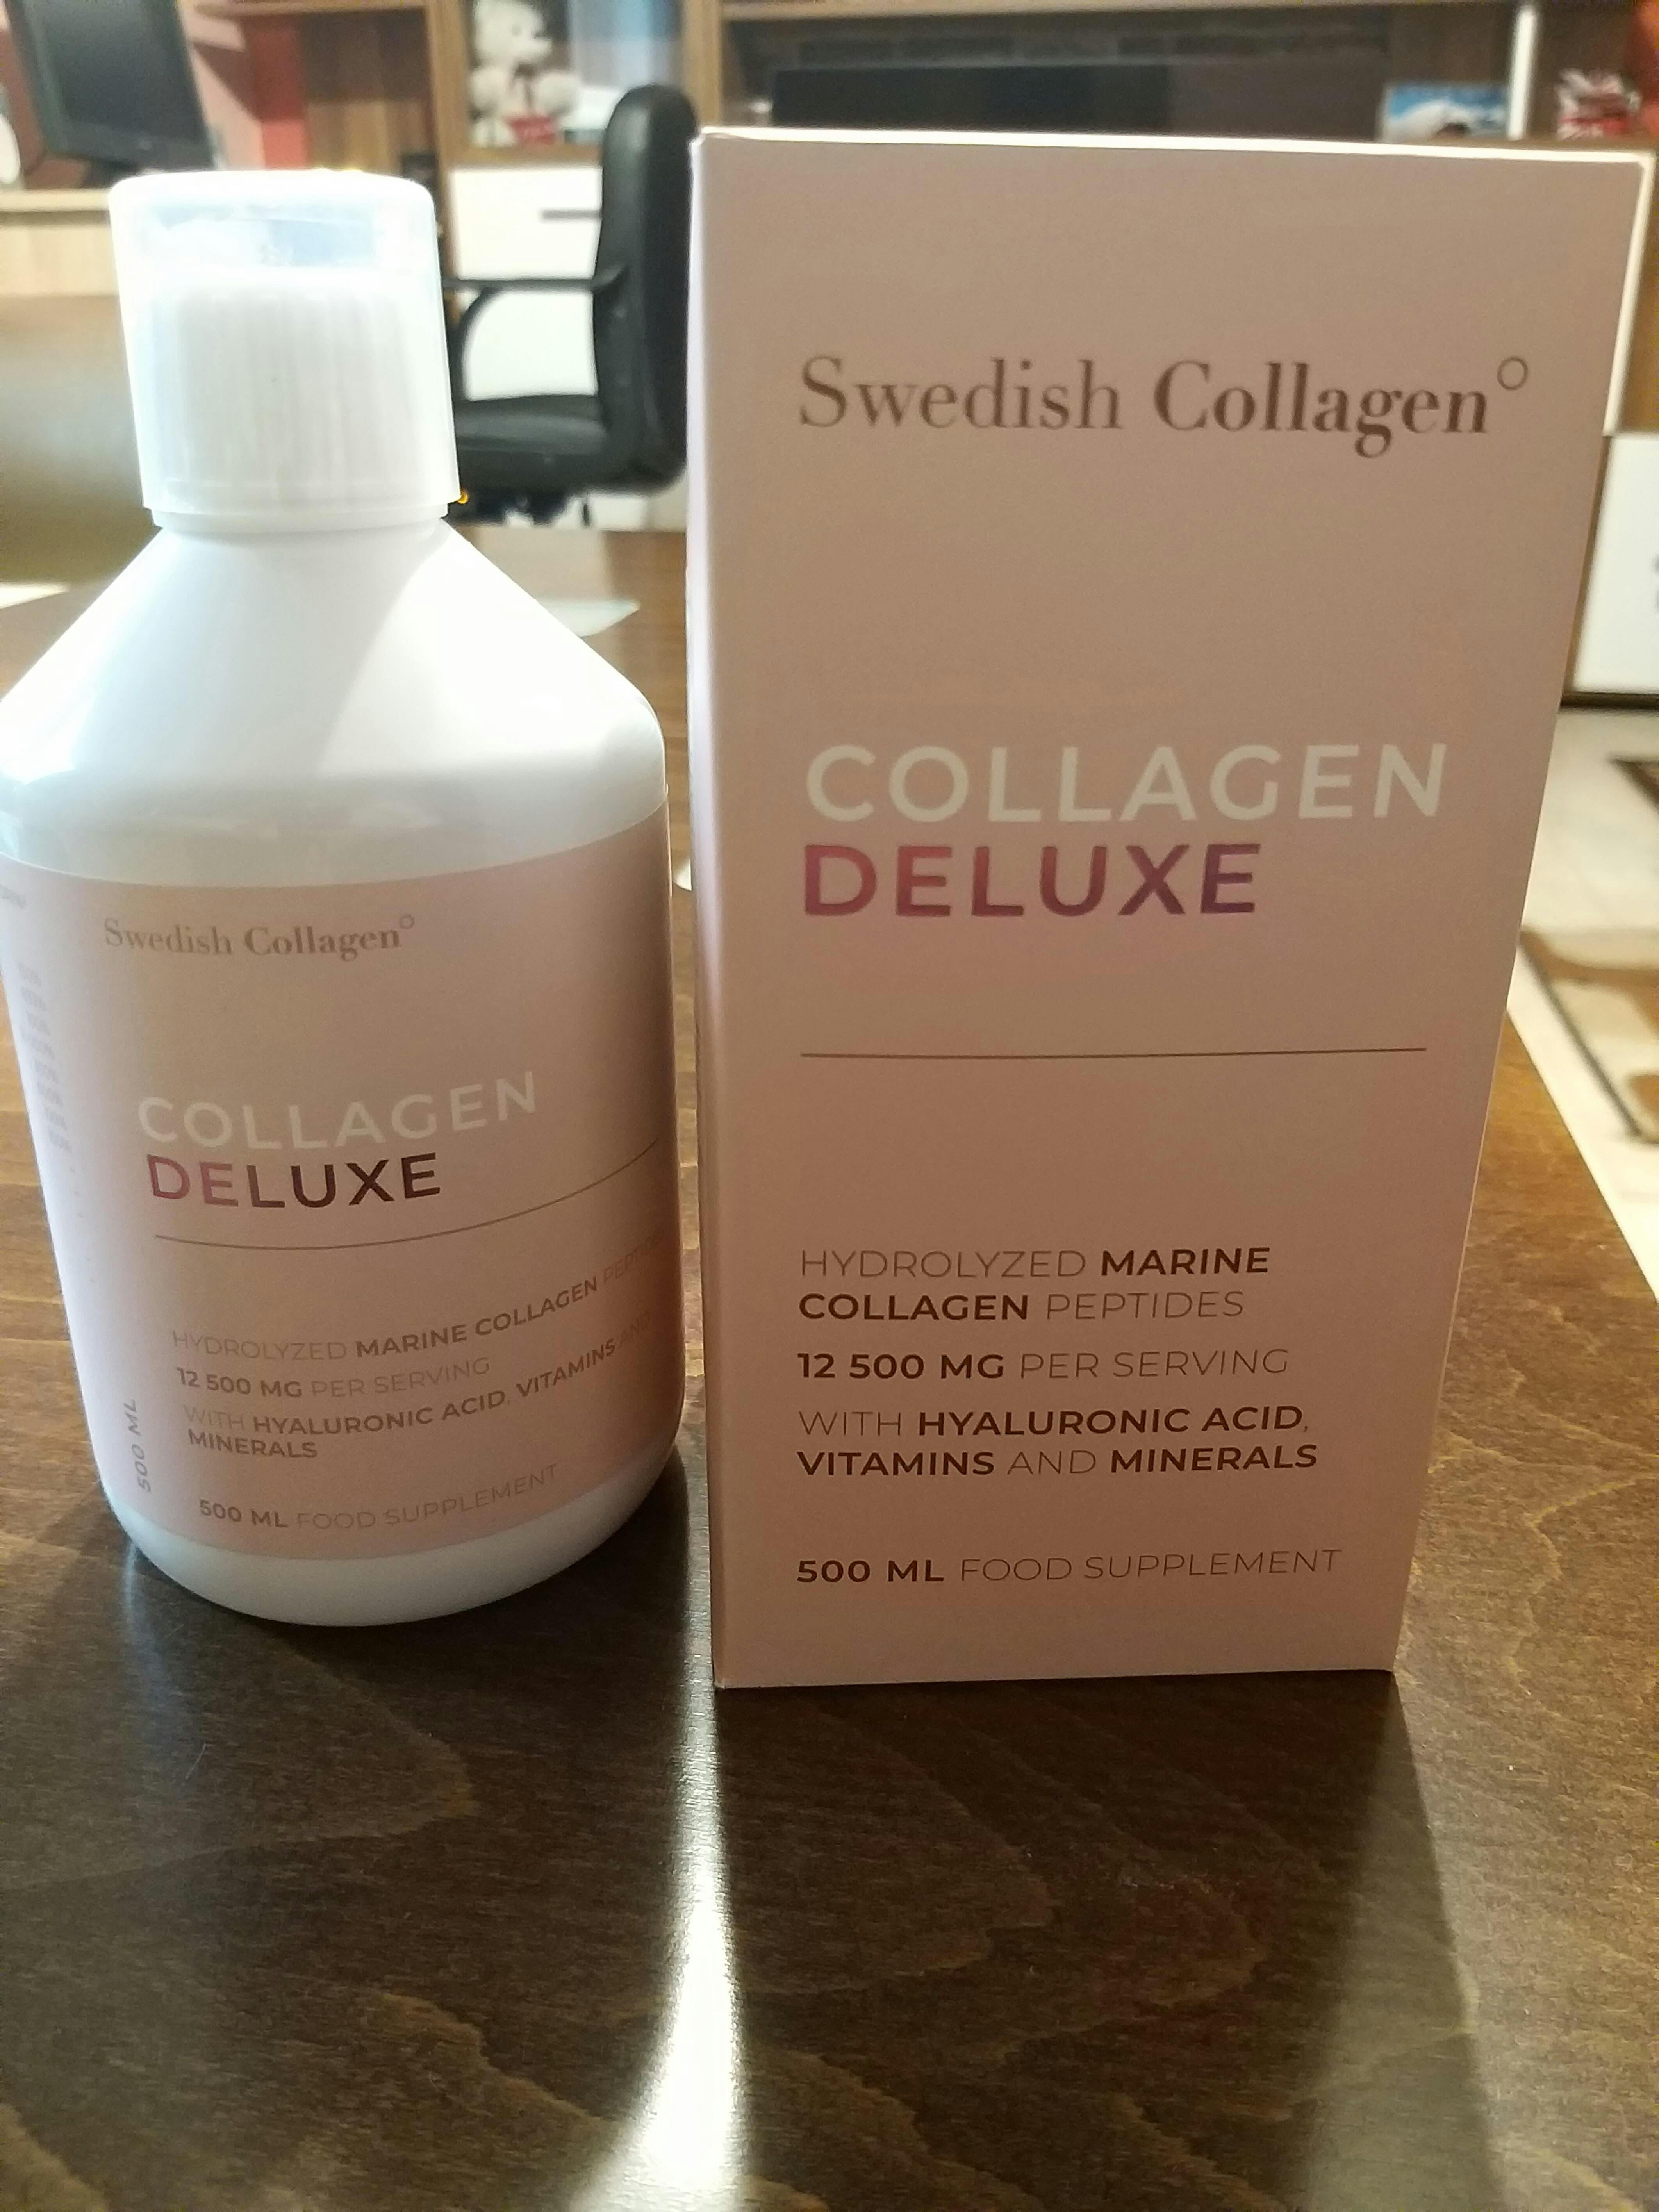 Swedish Collagen°
COLLAGEN
DELUXE
HYDROLYZED MARINE COLLAGEN PEPTIDES
12 500 MG PER SERVING
WITH HYALURONIC ACID, VITAMINS AND
MINERALS
500 ML FOOD SUPPLEMENT
500 ML
Swedish Collagen°
COLLAGEN
DELUXE
HYDROLYZED MARINE
COLLAGEN PEPTIDES
12 500 MG PER SERVING
WITH HYALURONIC ACID,
VITAMINS AND MINERALS
500 ML FOOD SUPPLEMENT